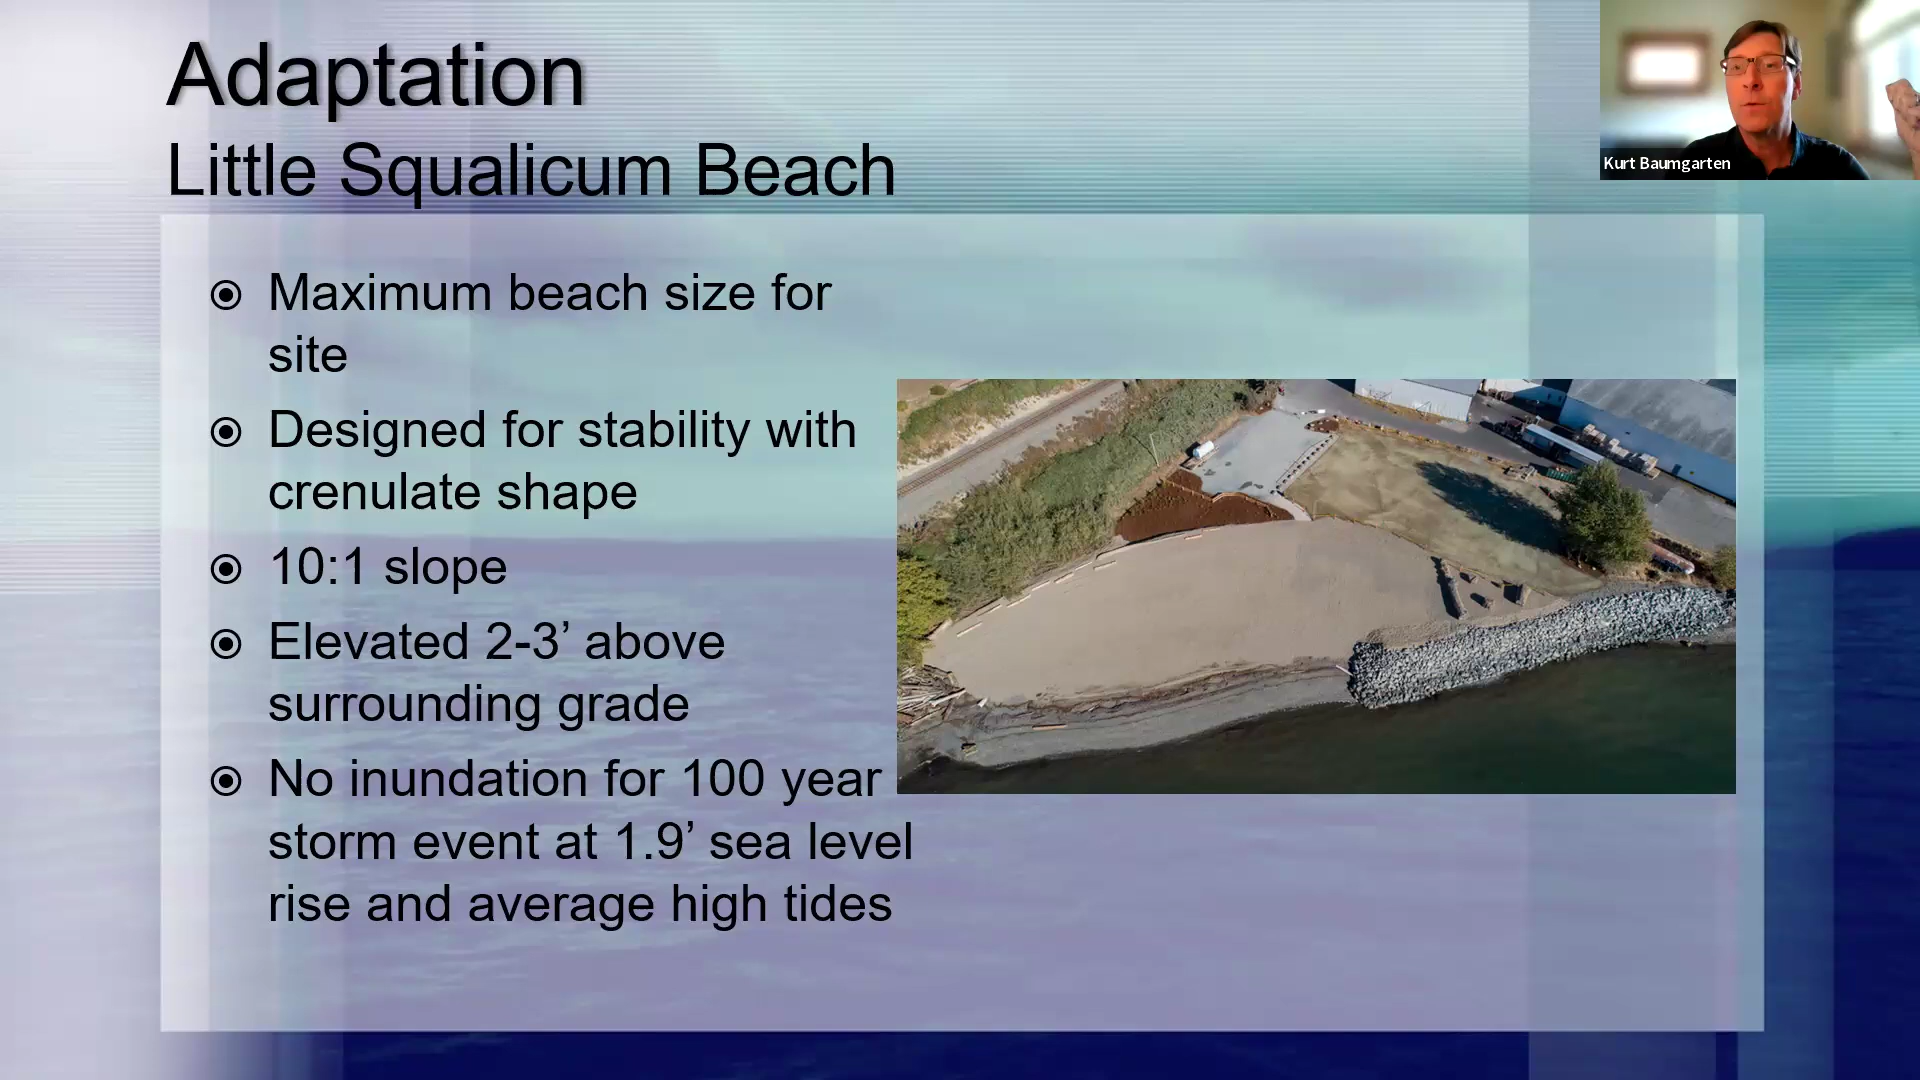 Adaptation
Little Squalicum Beach
Kurt Baumgarten
Maximum beach size for
site
Designed for stability with
crenulate shape
10:1 slope
Elevated 2-3’ above
surrounding grade
No inundation for 100 year
storm event at 1.9’ sea level
rise and average high tides